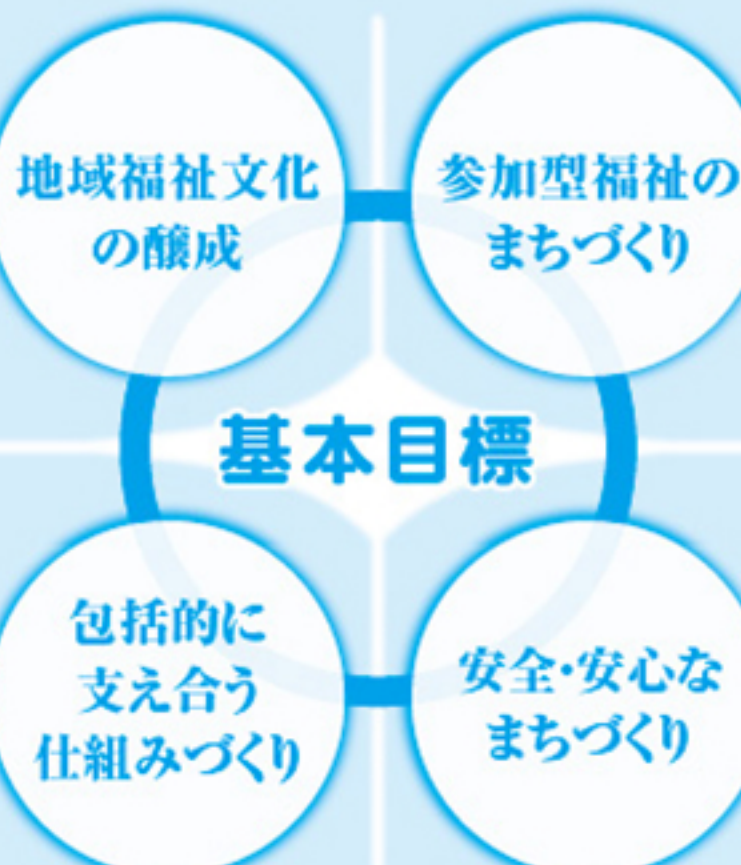 地域福祉文化
の醸成
参加型福祉の
まちづくり
基本目標
包括的に
支え合う
仕組みづくり
安全・安心な
まちづくり